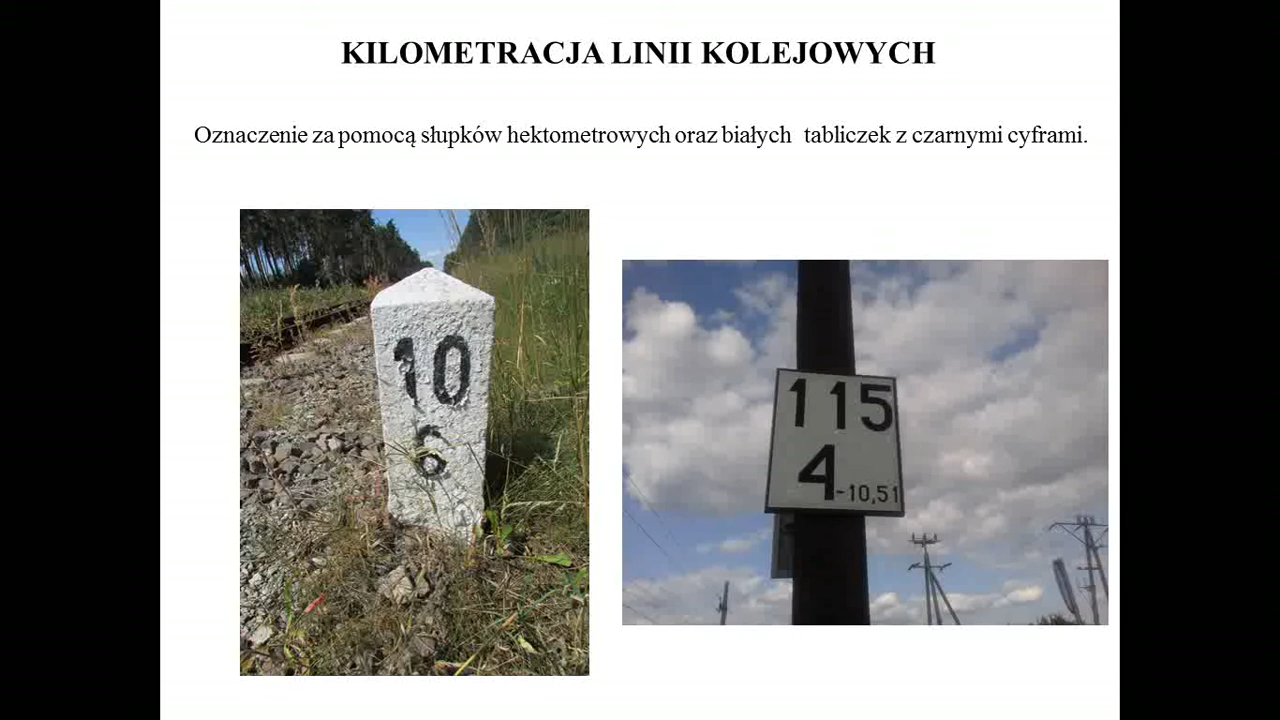 KILOMETRACJA LINII KOLEJOWYCH
Oznaczenie za pomocą słupków hektometrowych oraz białych tabliczek z czarnymi cyframi.
10
6
115
4-10,51